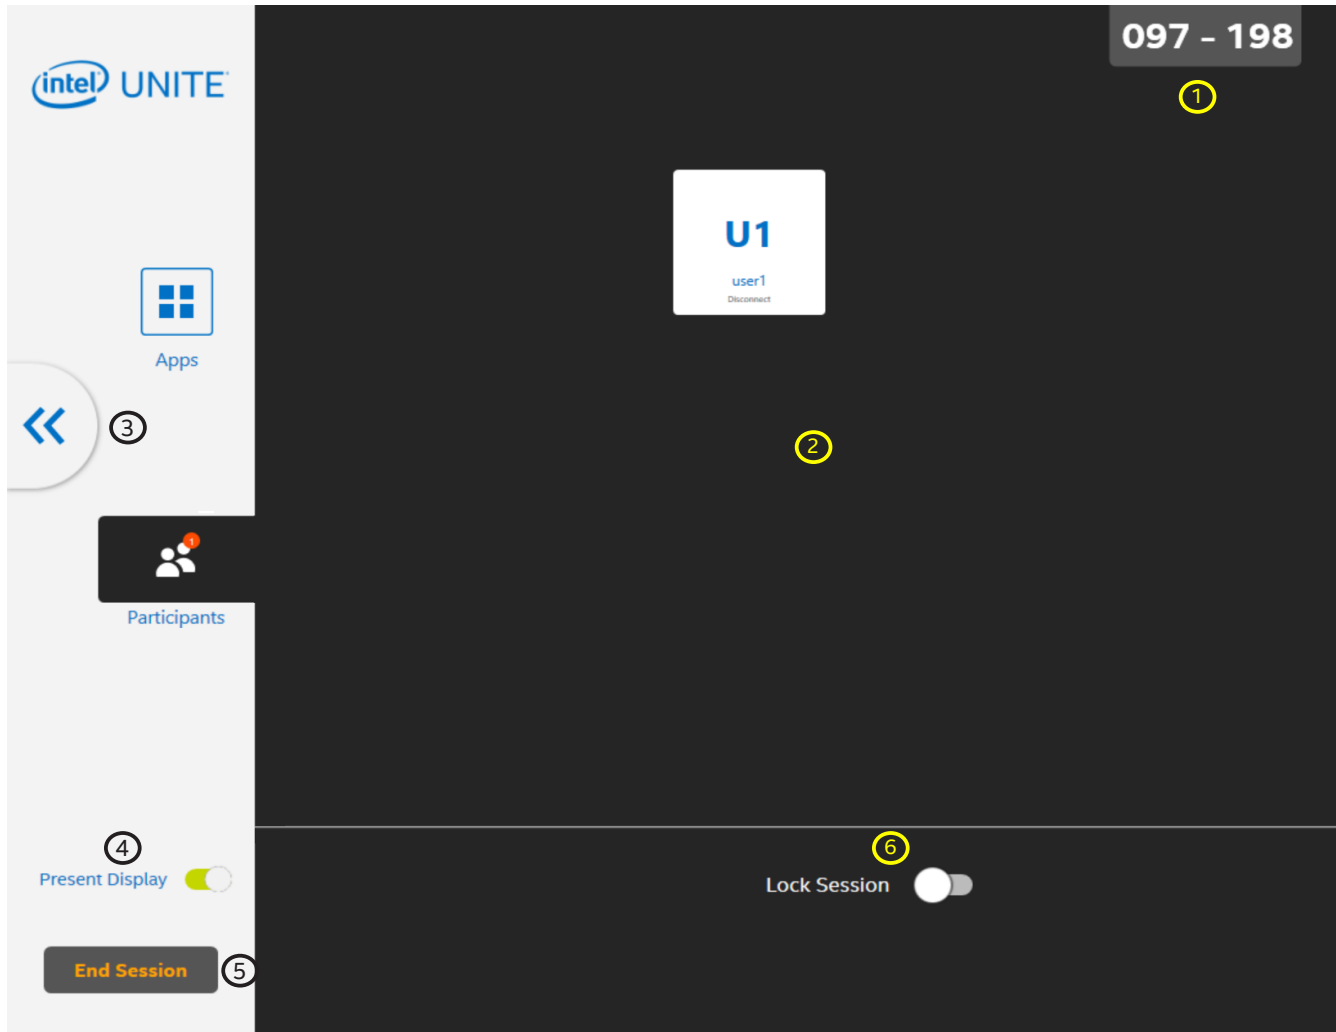 097 - 198
intel UNITE
1
U1
user1
Disconnect
Apps
3
2
1
Participants
4
Present Display
6
Lock Session
End Session
5